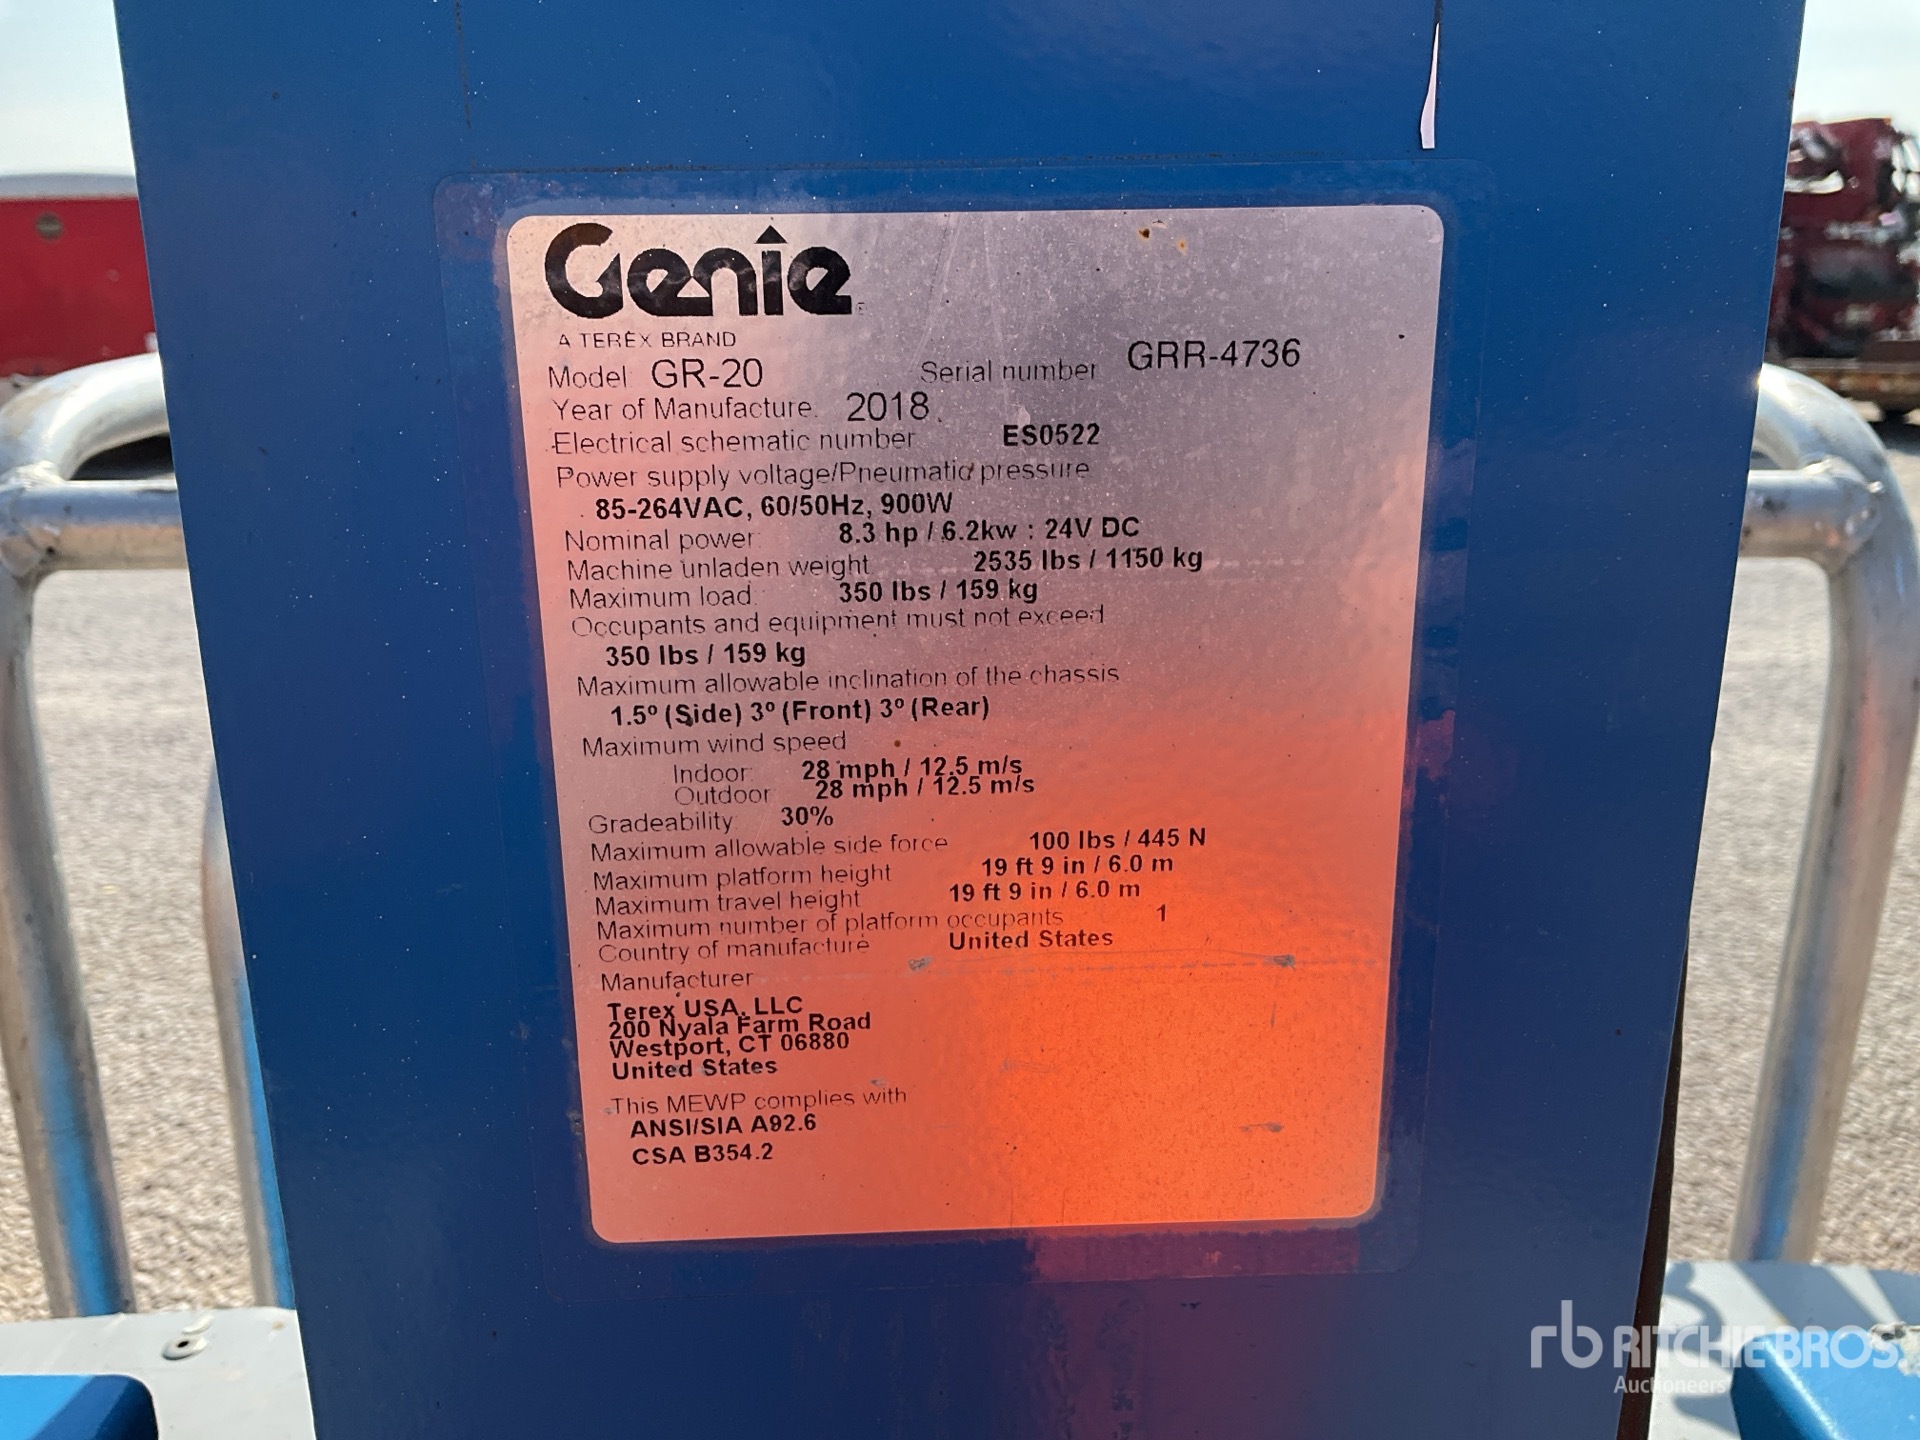 Genie
A TEREX BRAND
Model: GR-20 Serial number GRR-4736
Year of Manufacture: 2018
Electrical schematic number ES0522
Power supply voltage/Pneumatic pressure
85-264VAC, 60/50Hz, 900W
Nominal power: 8.3 hp / 6.2kw : 24V DC
Machine unladen weight 2535 lbs / 1150 kg
Maximum load: 350 lbs / 159 kg
Occupants and equipment must not exceed
350 lbs / 159 kg
Maximum allowable inclination of the chassis
1.5º (Side) 3º (Front) 3º (Rear)
Maximum wind speed
Indoor: 28 mph / 12.5 m/s
Outdoor 28 mph / 12.5 m/s
Gradeability 30%
Maximum allowable side force 100 lbs / 445 N
Maximum platform height 19 ft 9 in / 6.0 m
Maximum travel height 19 ft 9 in / 6.0 m
Maximum number of platform occupants 1
Country of manufacture United States
Manufacturer
Terex USA, LLC
200 Nyala Farm Road
Westport, CT 06880
United States
This MEWP complies with
ANSI/SIA A92.6
CSA B354.2
rb RITCHIE BROS.
Auctioneers